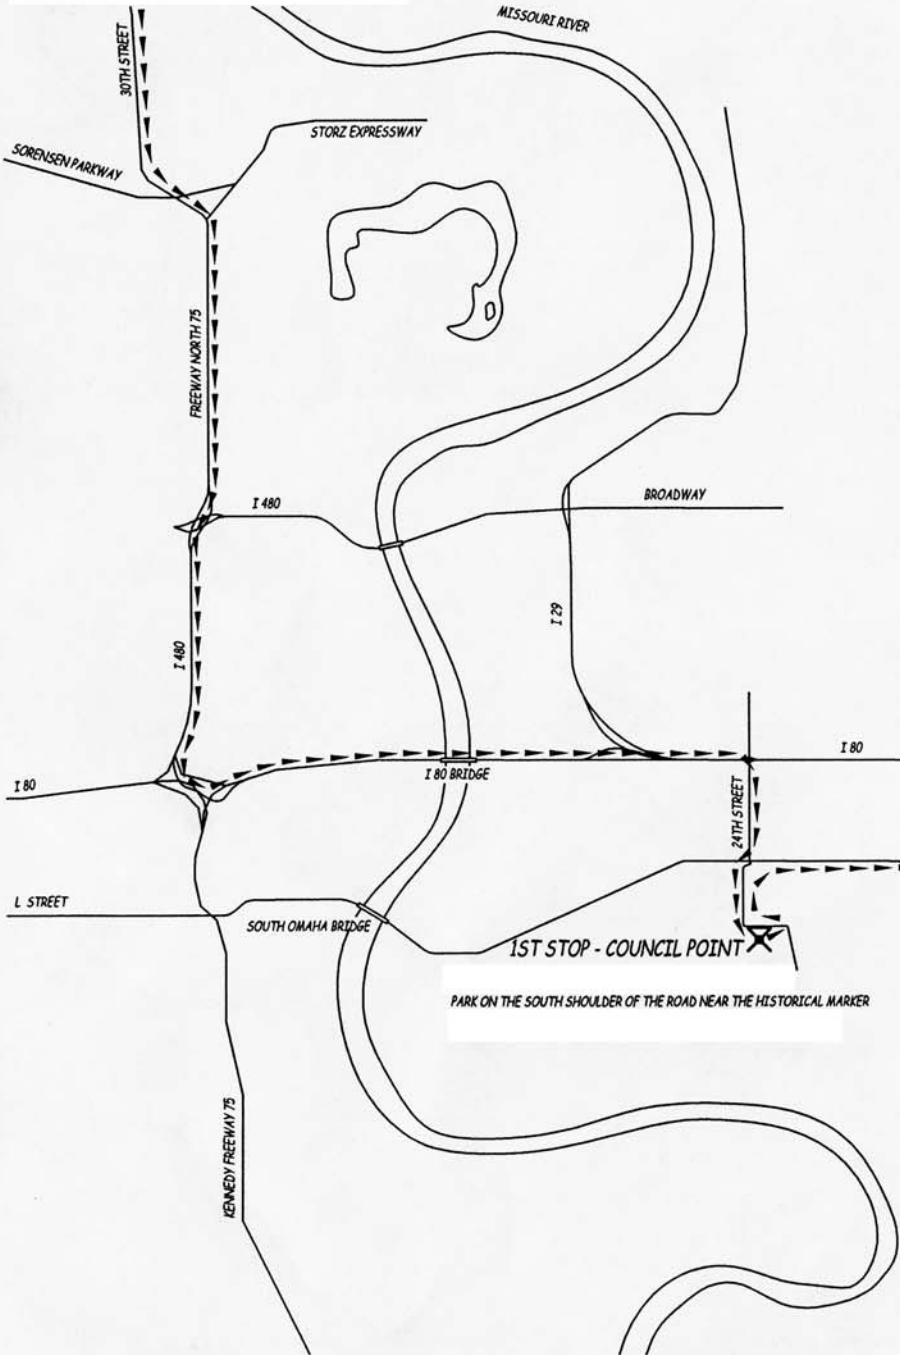 MISSOURI RIVER
30TH STREET
STORZ EXPRESSWAY
SORENSEN PARKWAY
FREEWAY NORTH 75
I 480
BROADWAY
I 29
I 480
I 80
I 80
I 80 BRIDGE
24TH STREET
L STREET
SOUTH OMAHA BRIDGE
1ST STOP - COUNCIL POINT
PARK ON THE SOUTH SHOULDER OF THE ROAD NEAR THE HISTORICAL MARKER
KENNEDY FREEWAY 75